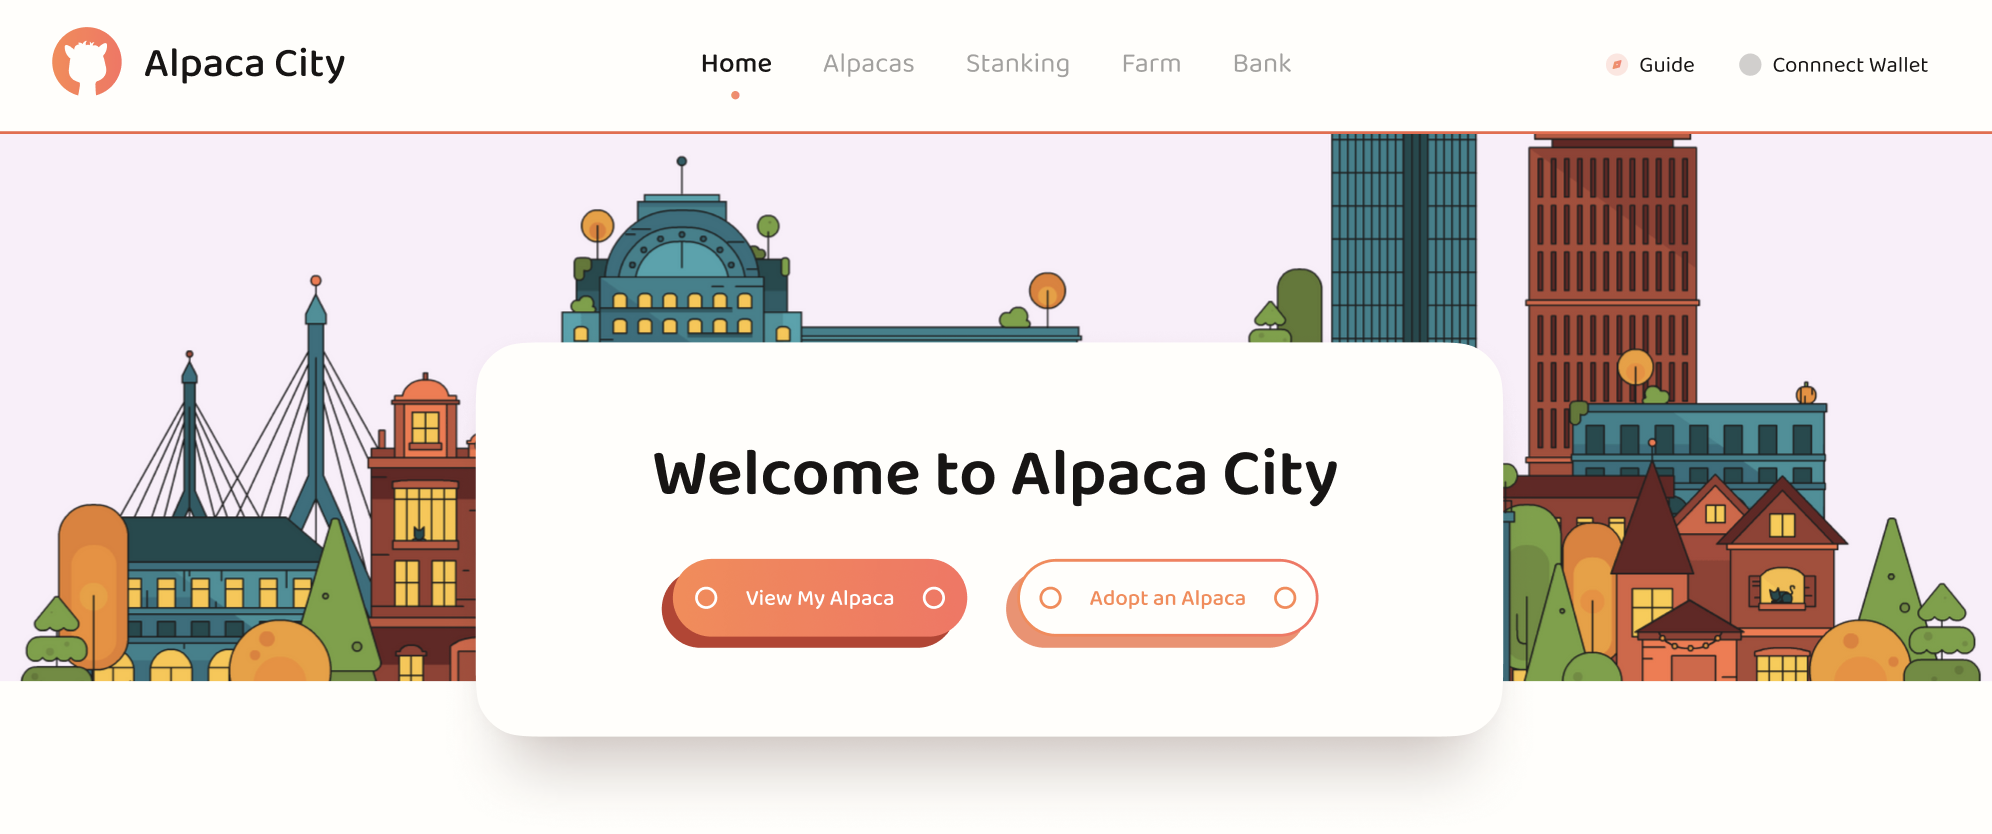 Alpaca City
Home Alpacas Stanking Farm Bank
Guide Connnect Wallet
Welcome to Alpaca City
View My Alpaca Adopt an Alpaca